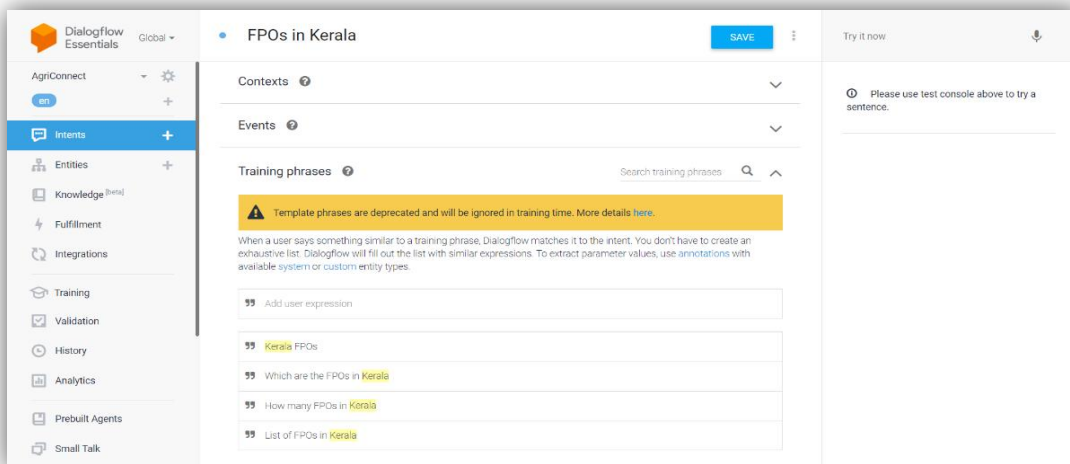 Dialogflow
Essentials
Global
AgriConnect
en
Intents
Entities
Knowledge [beta]
Fulfillment
Integrations
Training
Validation
History
Analytics
Prebuilt Agents
Small Talk
FPOs in Kerala
SAVE
Contexts
Events
Training phrases
Search training phrases
Template phrases are deprecated and will be ignored in training time. More details here.
When a user says something similar to a training phrase, Dialogflow matches it to the intent. You don't have to create an
exhaustive list. Dialogflow will fill out the list with similar expressions. To extract parameter values, use annotations with
available system or custom entity types.
Add user expression
Kerala FPOs
Which are the FPOs in Kerala
How many FPOs in Kerala
List of FPOs in Kerala
Try it now
Please use test console above to try a
sentence.